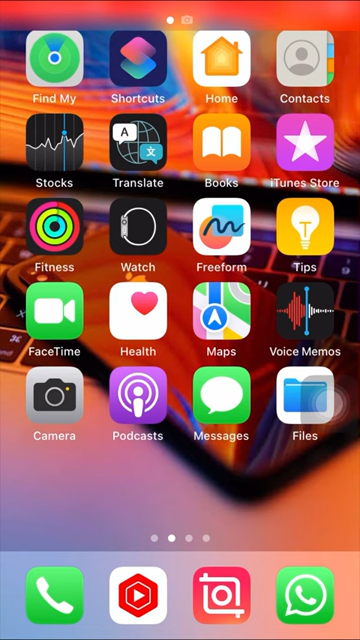 Find My
Shortcuts
Home
Contacts
A
文
Stocks
Translate
Books
iTunes Store
Fitness
Watch
Freeform
Tips
FaceTime
Health
Maps
Voice Memos
Camera
Podcasts
Messages
Files